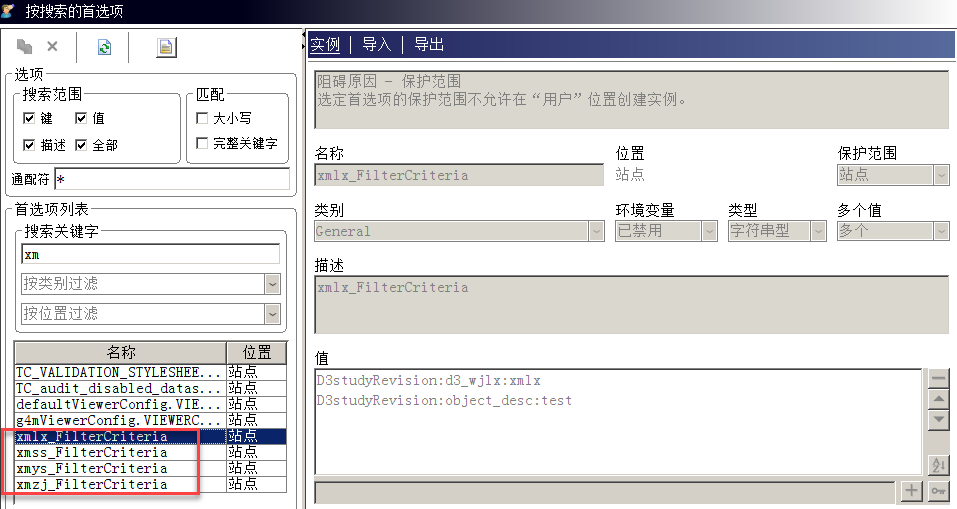 按搜索的首选项
选项
搜索范围
键
值
描述
全部
匹配
大小写
完整关键字
通配符 *
首选项列表
搜索关键字
xm
按类别过滤
按位置过滤
名称 位置
TC_VALIDATION_STYLESHEE... 站点
TC_audit_disabled_datas... 站点
defaultViewerConfig.VIE... 站点
g4mViewerConfig.VIEWERC... 站点
xmlx_FilterCriteria 站点
xmss_FilterCriteria 站点
xmys_FilterCriteria 站点
xmzj_FilterCriteria 站点
实例 | 导入 | 导出
阻碍原因 - 保护范围
选定首选项的保护范围不允许在“用户”位置创建实例。
名称 位置 保护范围
xmlx_FilterCriteria 站点 站点
类别 环境变量 类型 多个值
General 已禁用 字符串型 多个
描述
xmlx_FilterCriteria
值
D3studyRevision:d3_wjlx:xmlx
D3studyRevision:object_desc:test